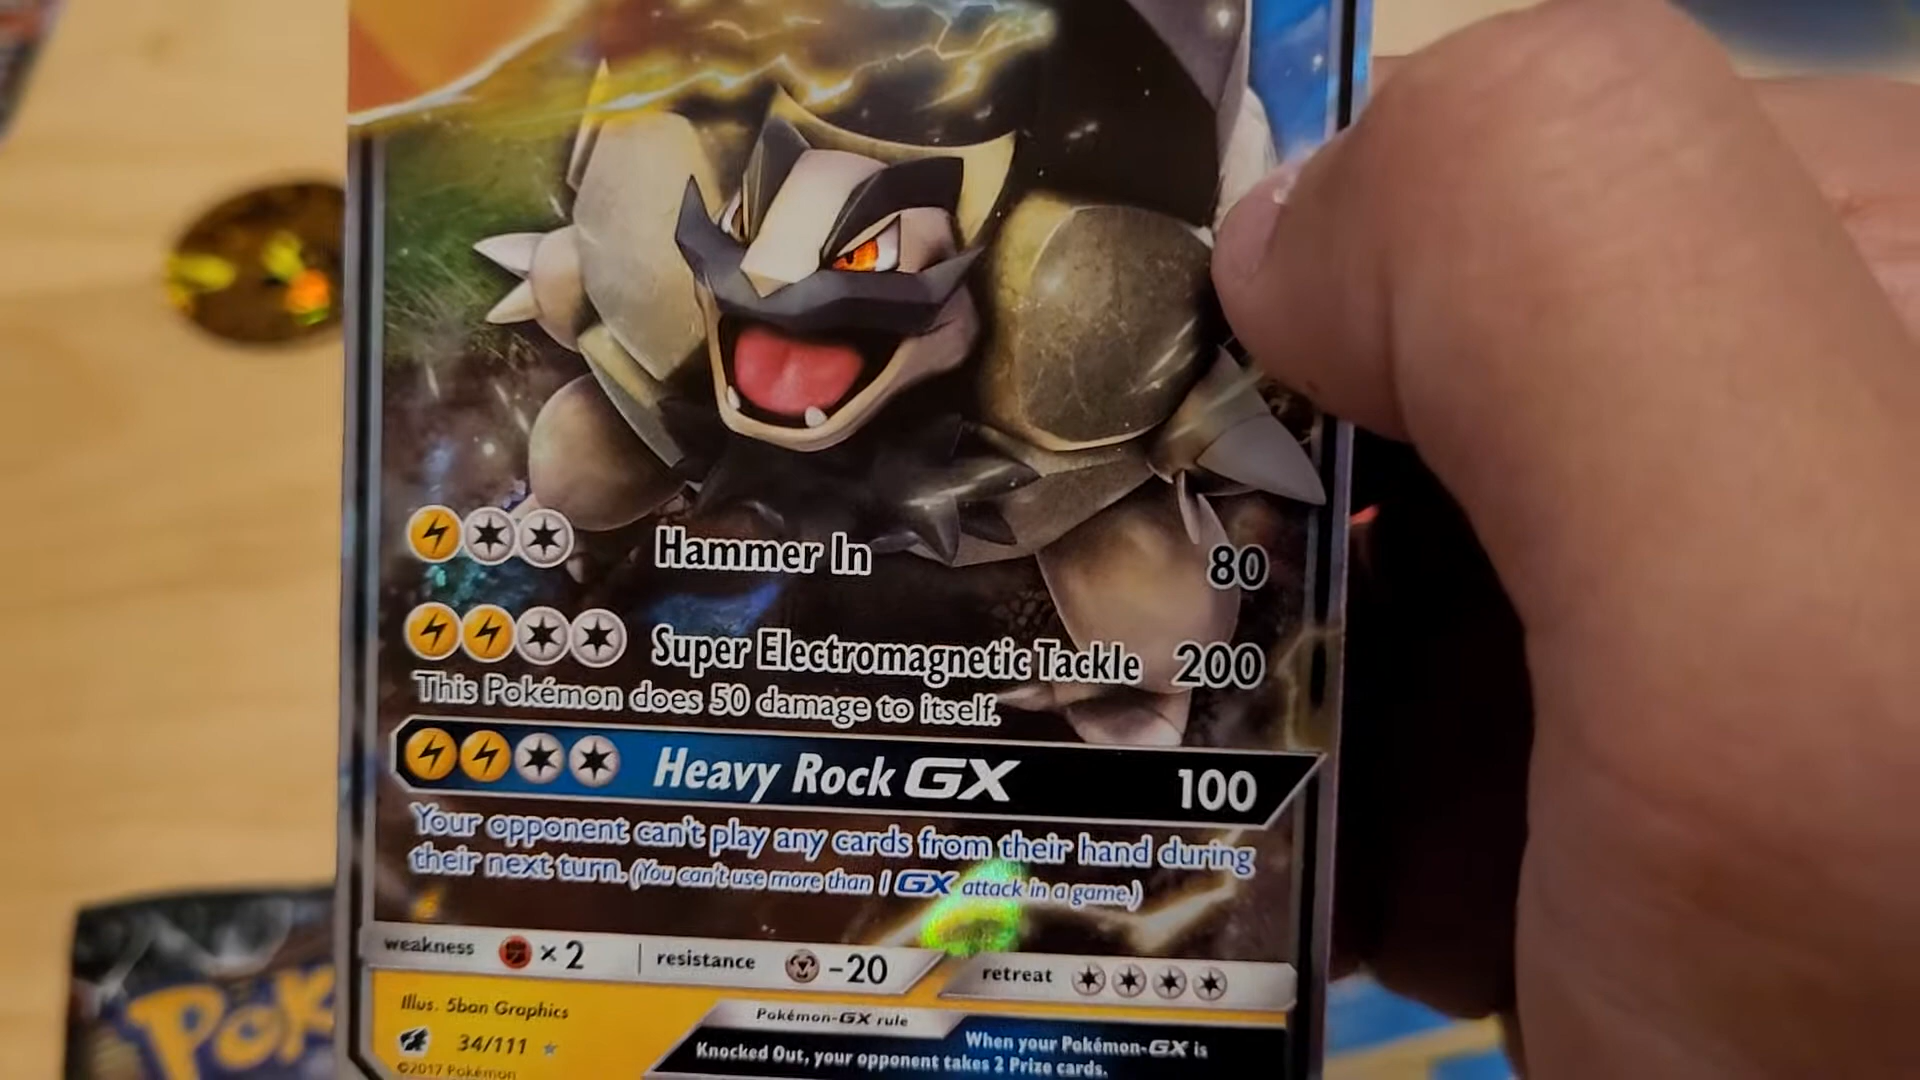 Hammer In 80
Super Electromagnetic Tackle 200
This Pokémon does 50 damage to itself.
Heavy Rock GX 100
Your opponent can't play any cards from their hand during
their next turn. (You can't use more than 1 GX attack in a game.)
weakness ×2 resistance -20 retreat
Illus. 5ban Graphics
34/111
©2017 Pokémon
Pokémon-GX rule
When your Pokémon-GX is
Knocked Out, your opponent takes 2 Prize cards.
POK